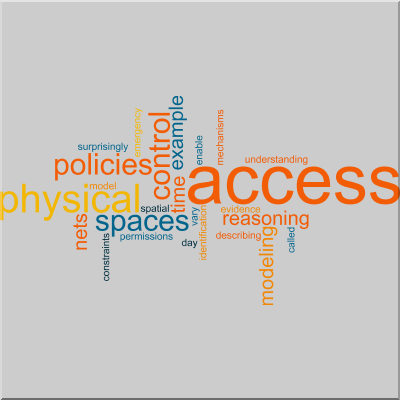 example
emergency
mechanisms
control
enable
surprisingly
understanding
policies
time
access
model
physical
spatial
vary
evidence
spaces
reasoning
nets
identification
permissions
describing
day
called
modeling
constraints